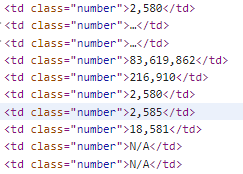 <td class="number">2,580</td>
<td class="number">…</td>
<td class="number">…</td>
<td class="number">83,619,862</td>
<td class="number">216,910</td>
<td class="number">2,580</td>
<td class="number">2,585</td>
<td class="number">18,581</td>
<td class="number">N/A</td>
<td class="number">N/A</td>